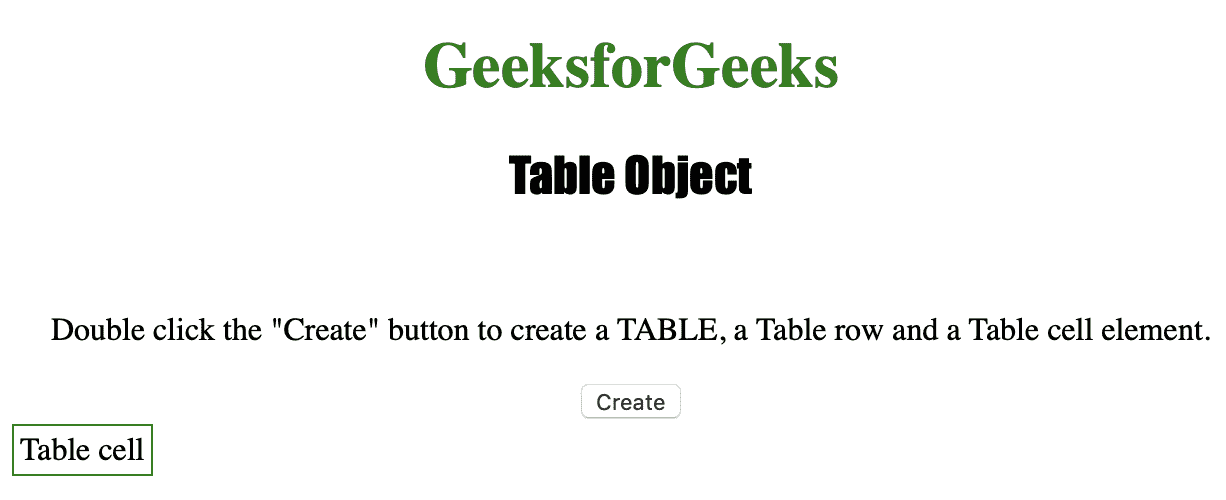 GeeksforGeeks
Table Object
Double click the "Create" button to create a TABLE, a Table row and a Table cell element.
Create
Table cell